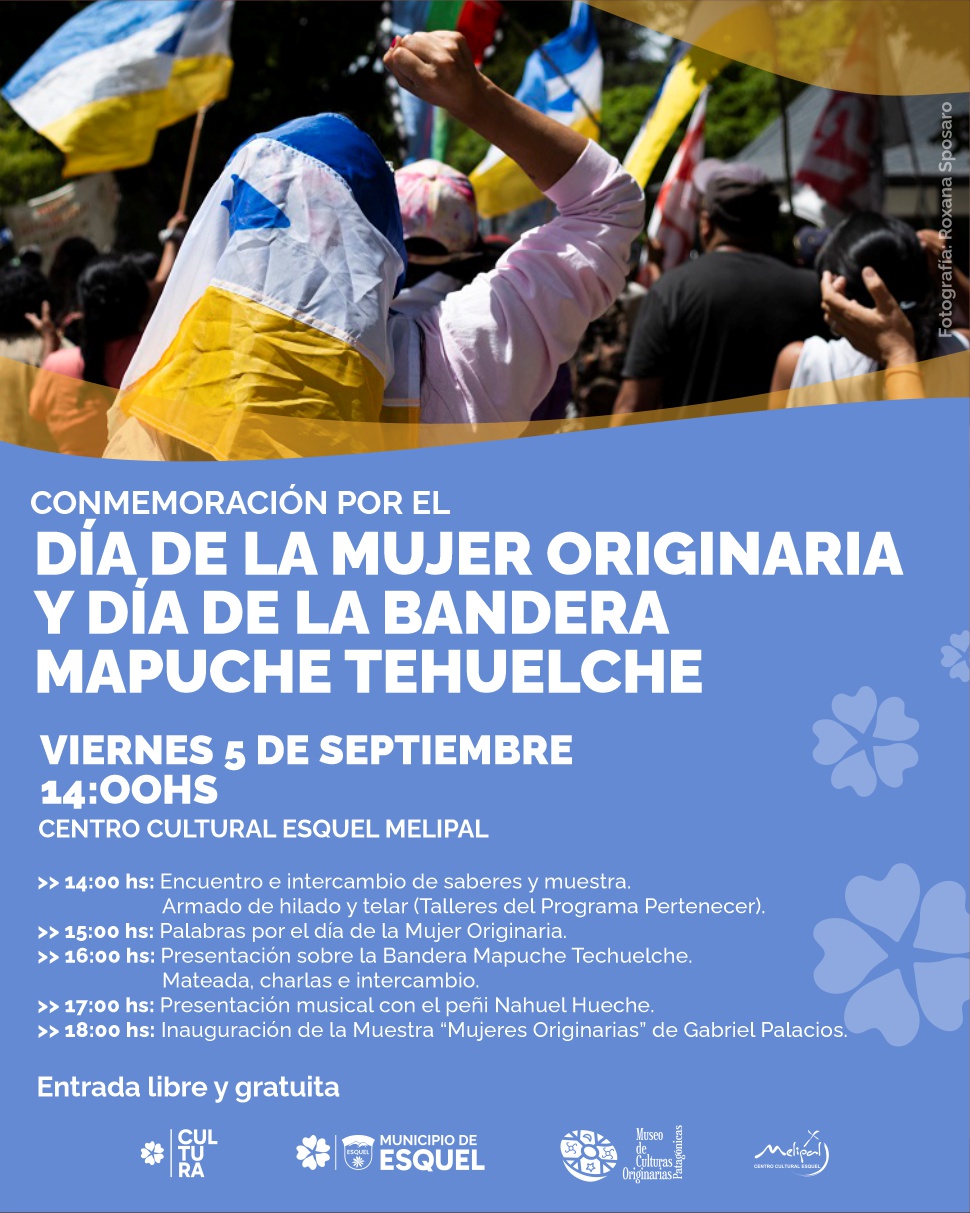 Fotografía: Roxana Sposaro
CONMEMORACIÓN POR EL
DÍA DE LA MUJER ORIGINARIA
Y DÍA DE LA BANDERA
MAPUCHE TEHUELCHE
VIERNES 5 DE SEPTIEMBRE
14:00HS
CENTRO CULTURAL ESQUEL MELIPAL
>> 14:00 hs: Encuentro e intercambio de saberes y muestra.
Armado de hilado y telar (Talleres del Programa Pertenecer).
>> 15:00 hs: Palabras por el día de la Mujer Originaria.
>> 16:00 hs: Presentación sobre la Bandera Mapuche Techuelche.
Mateada, charlas e intercambio.
>> 17:00 hs: Presentación musical con el peñi Nahuel Hueche.
>> 18:00 hs: Inauguración de la Muestra “Mujeres Originarias” de Gabriel Palacios.
Entrada libre y gratuita
CUL
TU
RA
ESQUEL
MUNICIPIO DE
ESQUEL
Museo
de
Culturas
Originarias
Patagónicas
Melipal
CENTRO CULTURAL ESQUEL